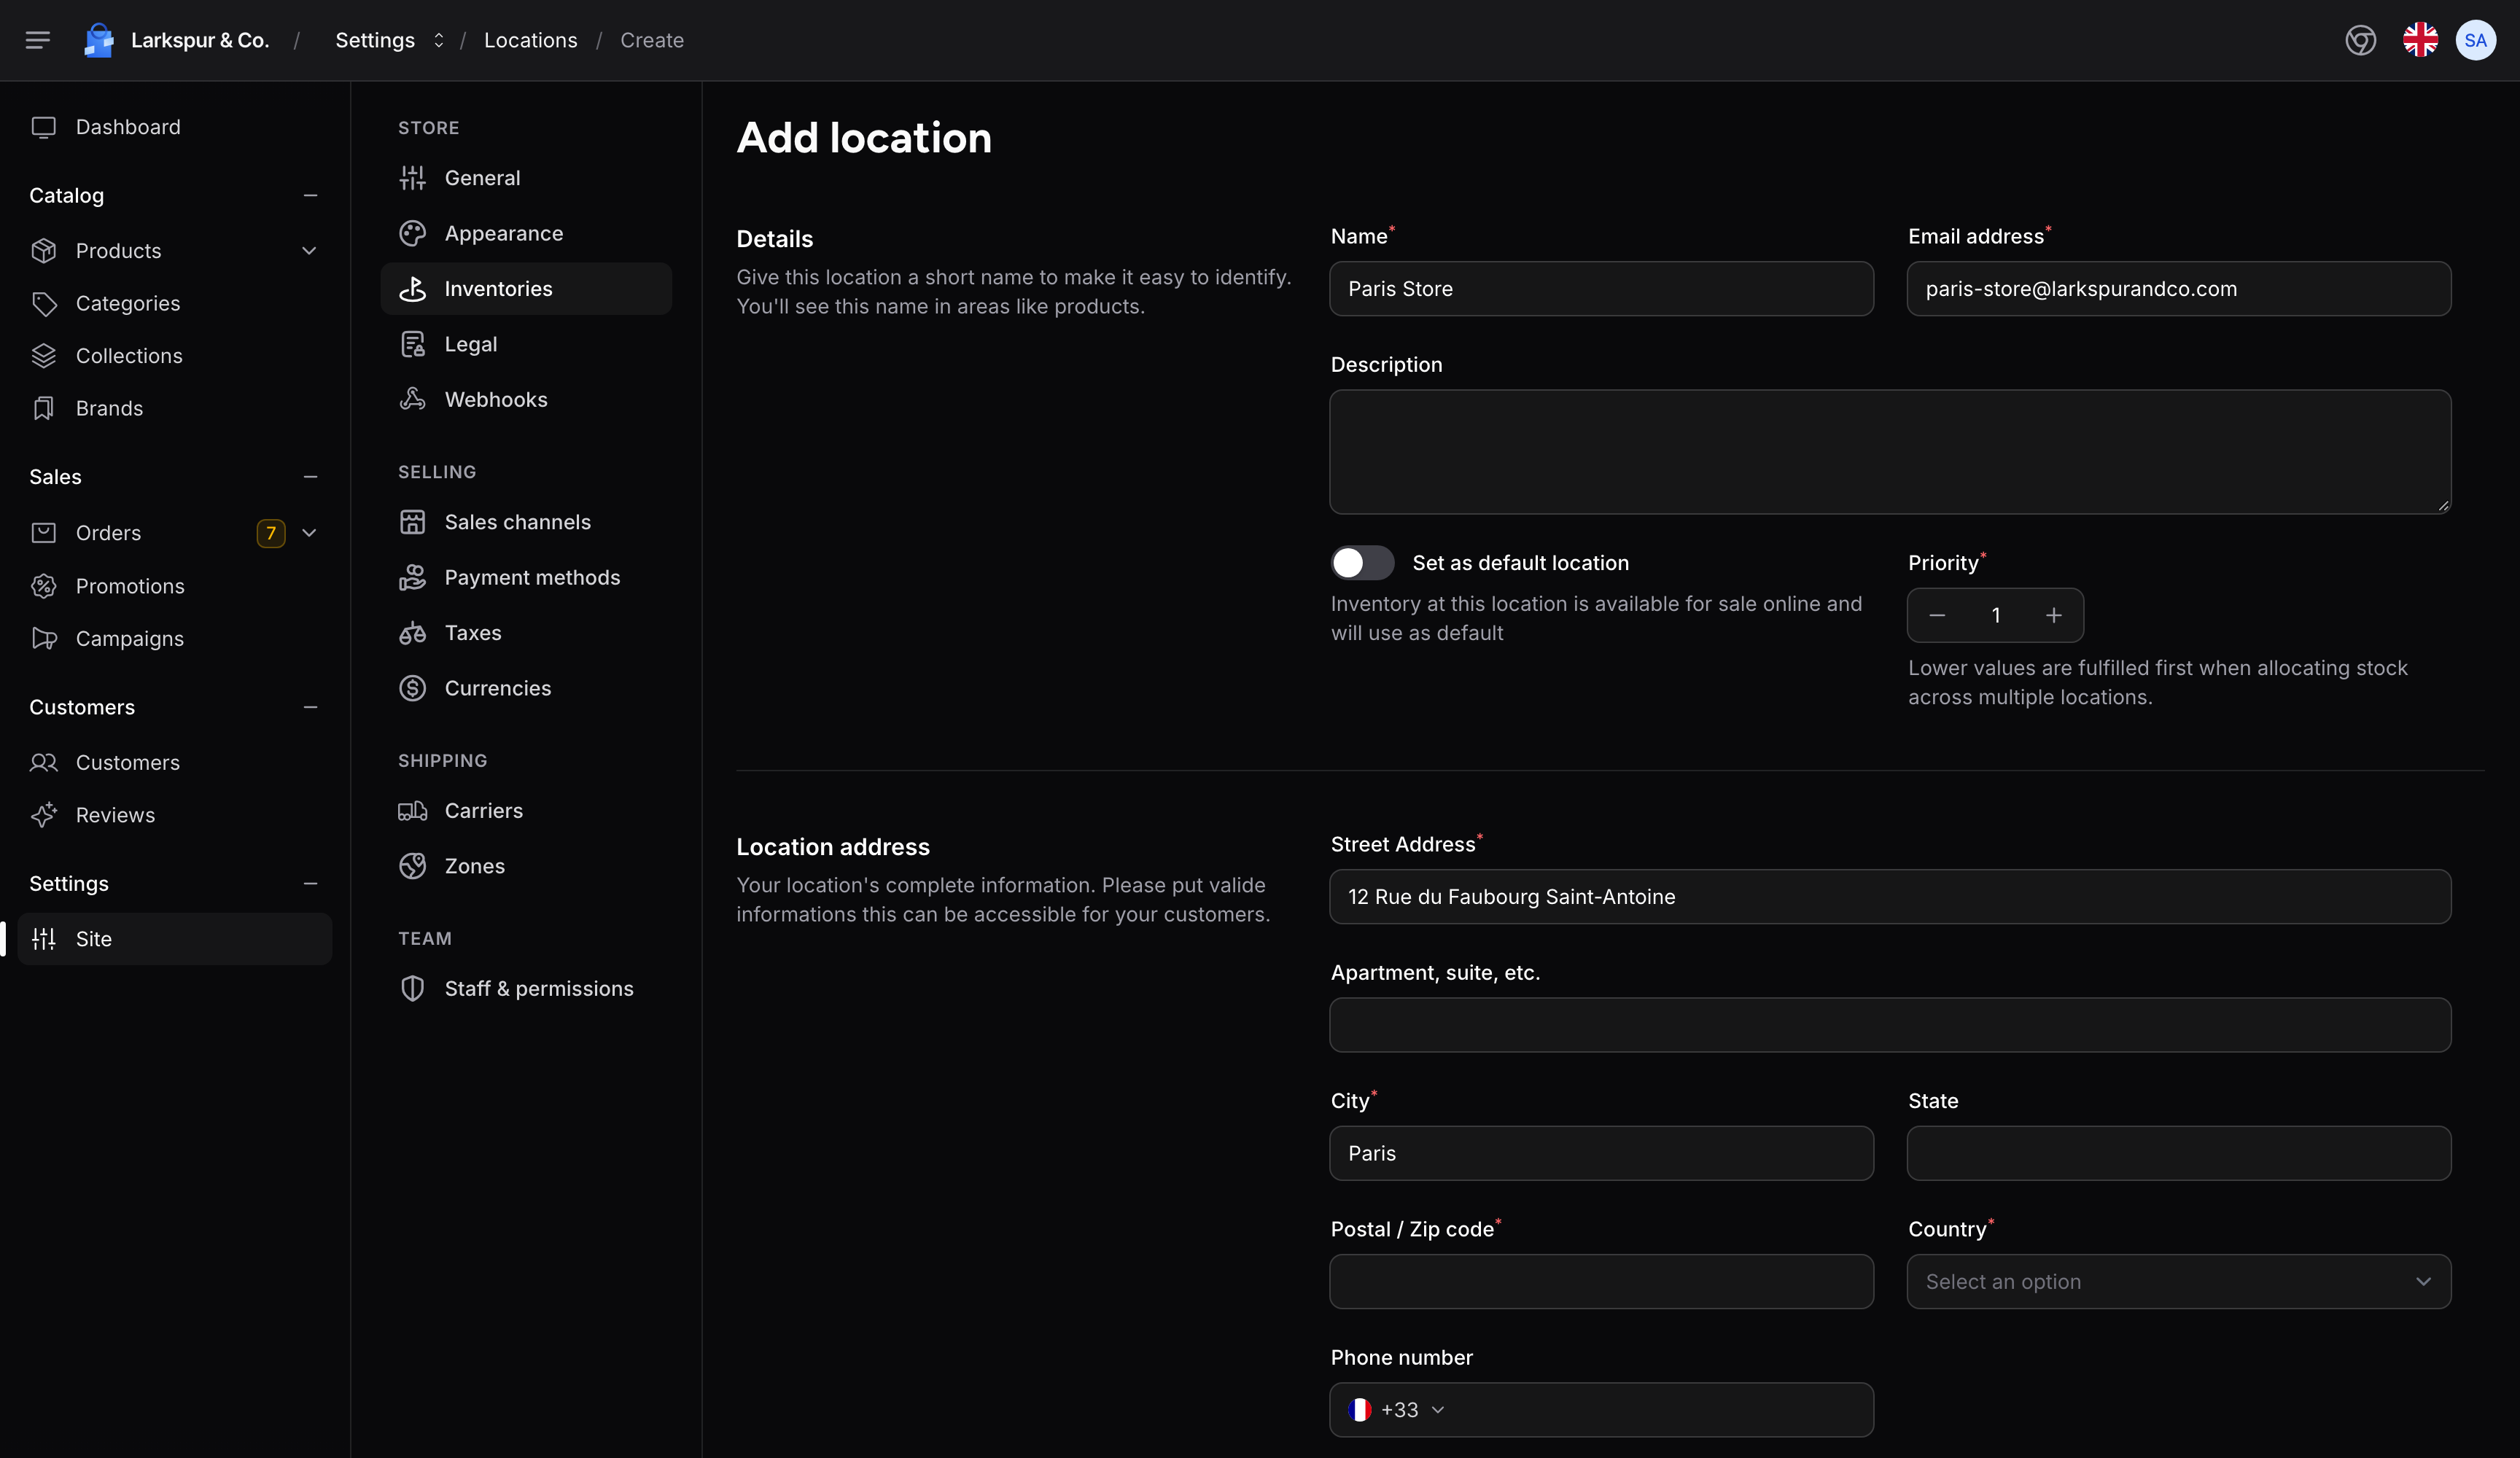 Larkspur & Co. / Settings / Locations / Create
SA
Dashboard
Catalog
Products
Categories
Collections
Brands
Sales
Orders 7
Promotions
Campaigns
Customers
Customers
Reviews
Settings
Site
STORE
General
Appearance
Inventories
Legal
Webhooks
SELLING
Sales channels
Payment methods
Taxes
Currencies
SHIPPING
Carriers
Zones
TEAM
Staff & permissions
Add location
Details
Give this location a short name to make it easy to identify.
You'll see this name in areas like products.
Name*
Paris Store
Email address*
paris-store@larkspurandco.com
Description
Set as default location
Inventory at this location is available for sale online and
will use as default
Priority*
1
Lower values are fulfilled first when allocating stock
across multiple locations.
Location address
Your location's complete information. Please put valide
informations this can be accessible for your customers.
Street Address*
12 Rue du Faubourg Saint-Antoine
Apartment, suite, etc.
City*
Paris
State
Postal / Zip code*
Country*
Select an option
Phone number
+33